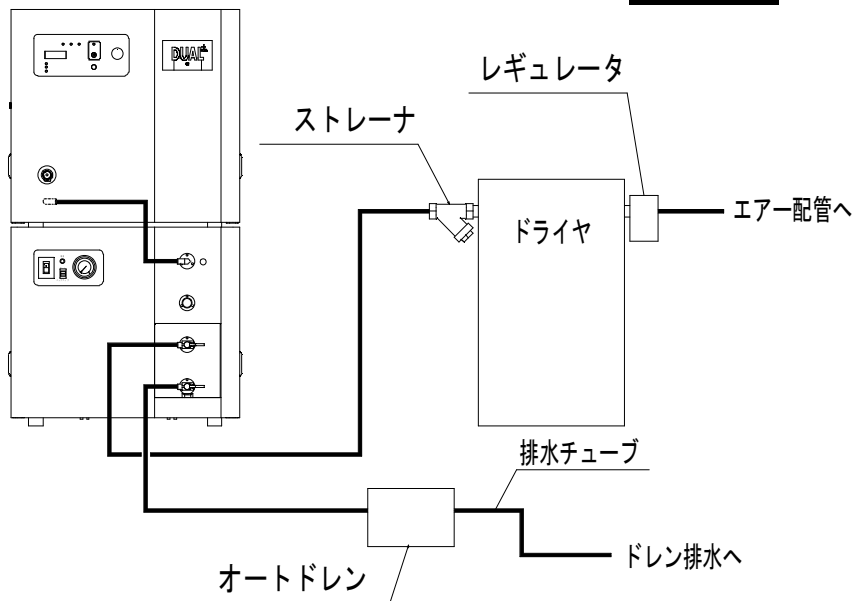 DUAL
レギュレータ
ストレーナ
エアー配管へ
ドライヤ
排水チューブ
ドレン排水へ
オートドレン